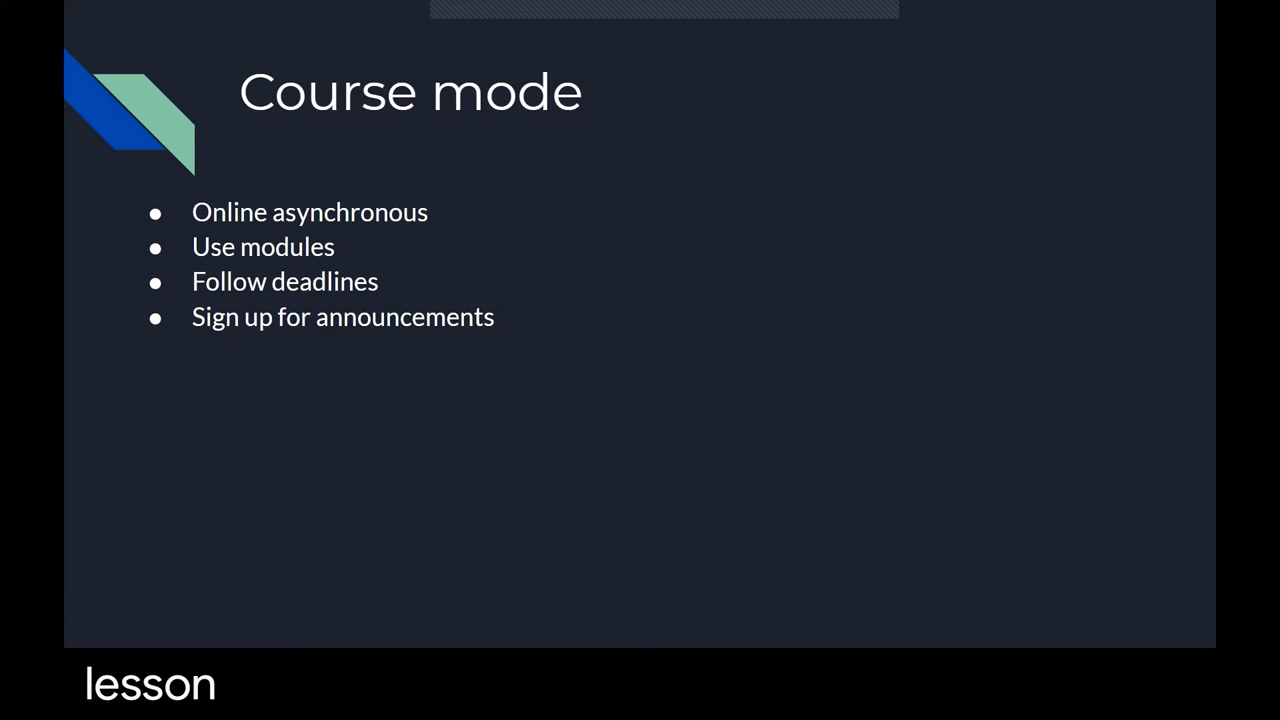 Course mode
● Online asynchronous
● Use modules
● Follow deadlines
● Sign up for announcements
lesson